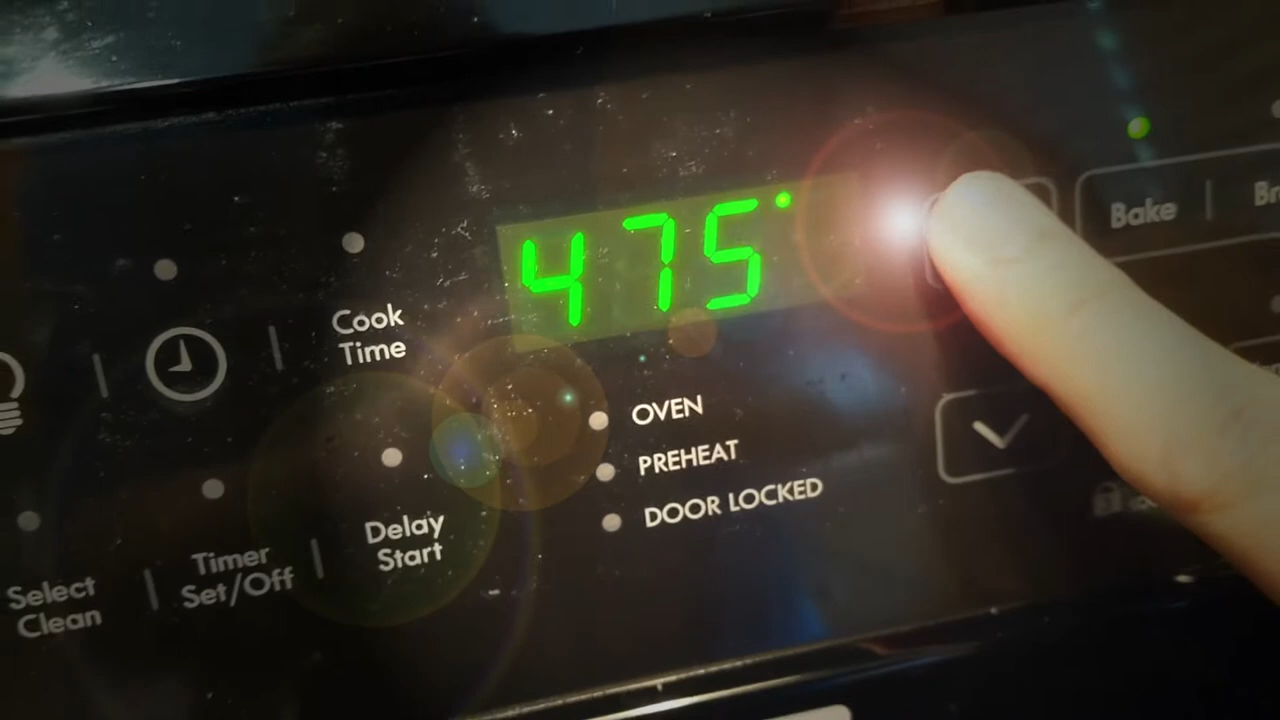 475°
Bake
Cook
Time
OVEN
PREHEAT
DOOR LOCKED
Delay
Start
Timer
Set/Off
Select
Clean